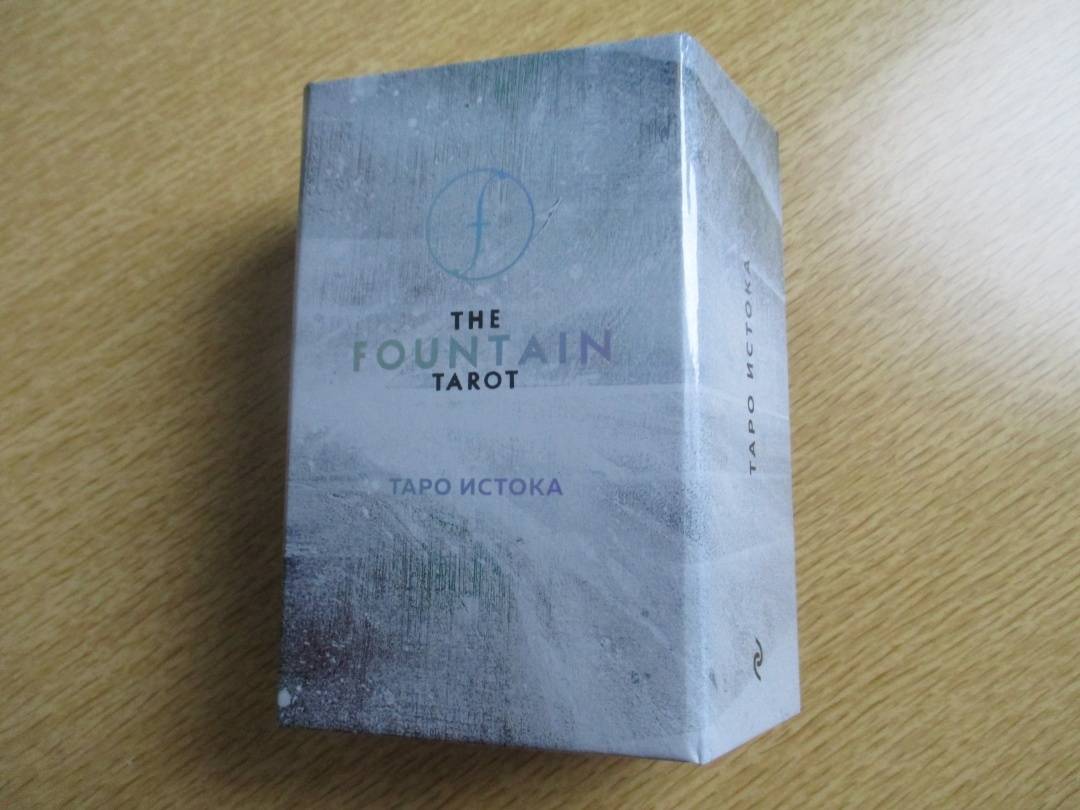 f
THE
FOUNTAIN
TAROT
ТАРО ИСТОКА
ТАРО ИСТОКА